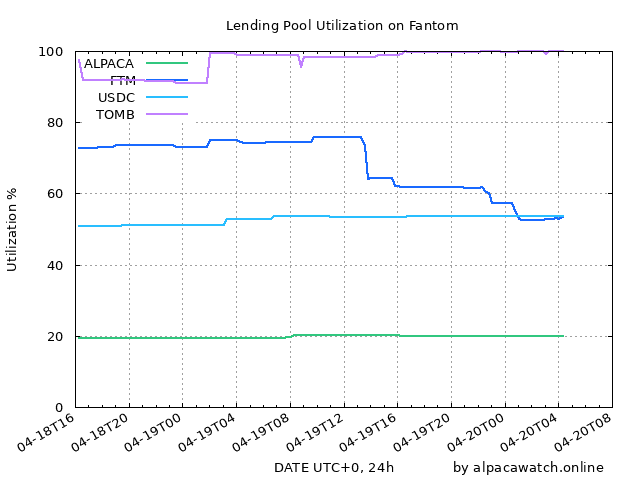 Lending Pool Utilization on Fantom
Utilization %
100
80
60
40
20
0
ALPACA
FTM
USDC
TOMB
04-18T16
04-18T20
04-19T00
04-19T04
04-19T08
04-19T12
04-19T16
04-19T20
04-20T00
04-20T04
04-20T08
DATE UTC+0, 24h
by alpacawatch.online